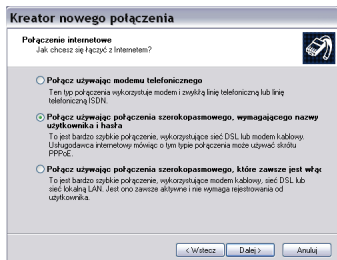 Kreator nowego połączenia
Połączenie internetowe
Jak chcesz się łączyć z Internetem?
Połącz używając modemu telefonicznego
Ten typ połączenia wykorzystuje modem i zwykłą linię telefoniczną lub linię
telefoniczną ISDN.
Połącz używając połączenia szerokopasmowego, wymagającego nazwy
użytkownika i hasła
To jest bardzo szybkie połączenie, wykorzystujące sieć DSL lub modem kablowy.
Usługodawca internetowy mówiąc o tym typie połączenia może używać skrótu
PPPoE.
Połącz używając połączenia szerokopasmowego, które zawsze jest włąc
To jest bardzo szybkie połączenie, wykorzystujące modem kablowy, sieć DSL lub
sieć lokalną LAN. Jest ono zawsze aktywne i nie wymaga rejestrowania od
użytkownika.
< Wstecz
Dalej >
Anuluj